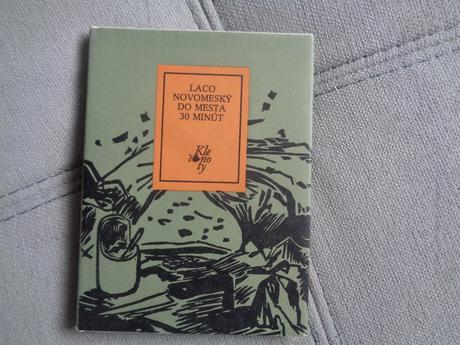 LACO
NOVOMESKÝ
DO MESTA
30 MINÚT
Kle
no
ty